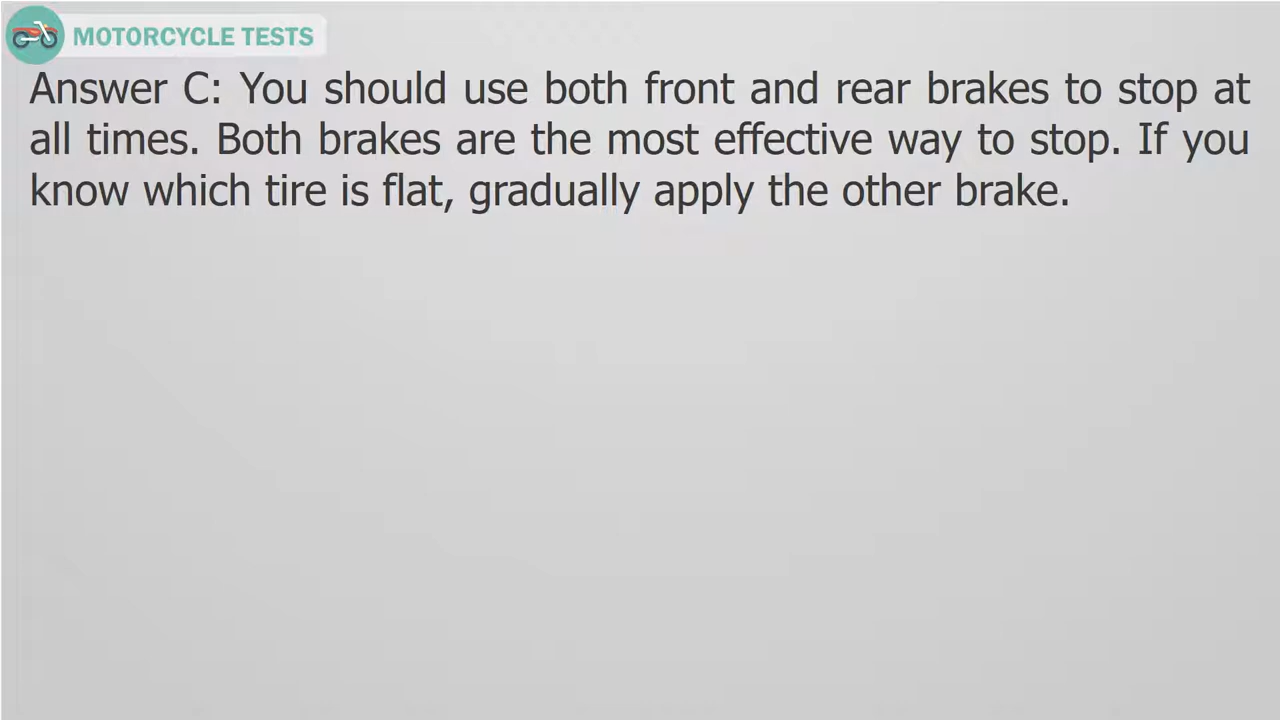 MOTORCYCLE TESTS
Answer C: You should use both front and rear brakes to stop at
all times. Both brakes are the most effective way to stop. If you
know which tire is flat, gradually apply the other brake.